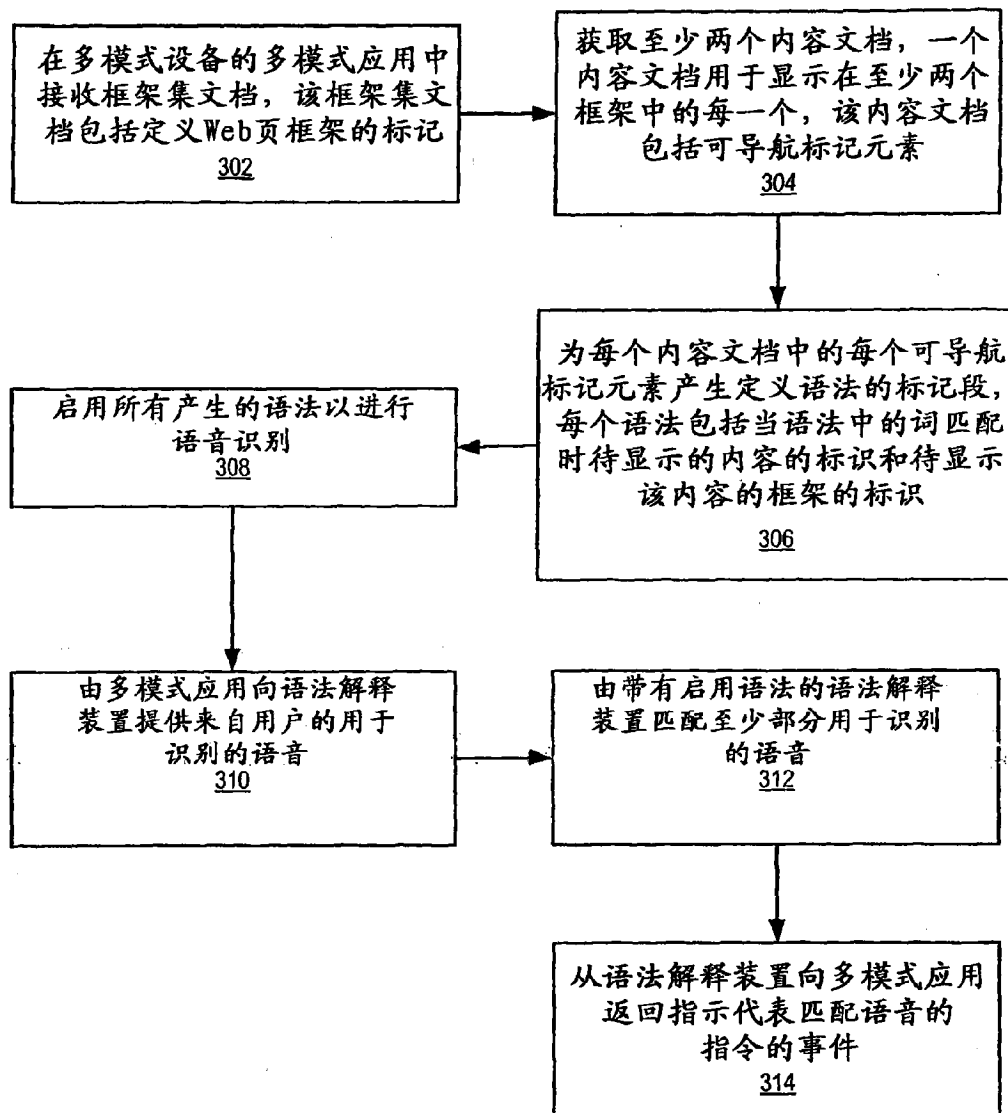 在多模式设备的多模式应用中
接收框架集文档，该框架集文
档包括定义Web页框架的标记
302
获取至少两个内容文档，一个
内容文档用于显示在至少两个
框架中的每一个，该内容文档
包括可导航标记元素
304
为每个内容文档中的每个可导航
标记元素产生定义语法的标记段，
每个语法包括当语法中的词匹配
时待显示的内容的标识和待显示
该内容的框架的标识
306
启用所有产生的语法以进行
语音识别
308
由多模式应用向语法解释
装置提供来自用户的用于
识别的语音
310
由带有启用语法的语法解释
装置匹配至少部分用于识别
的语音
312
从语法解释装置向多模式应用
返回指示代表匹配语音的
指令的事件
314